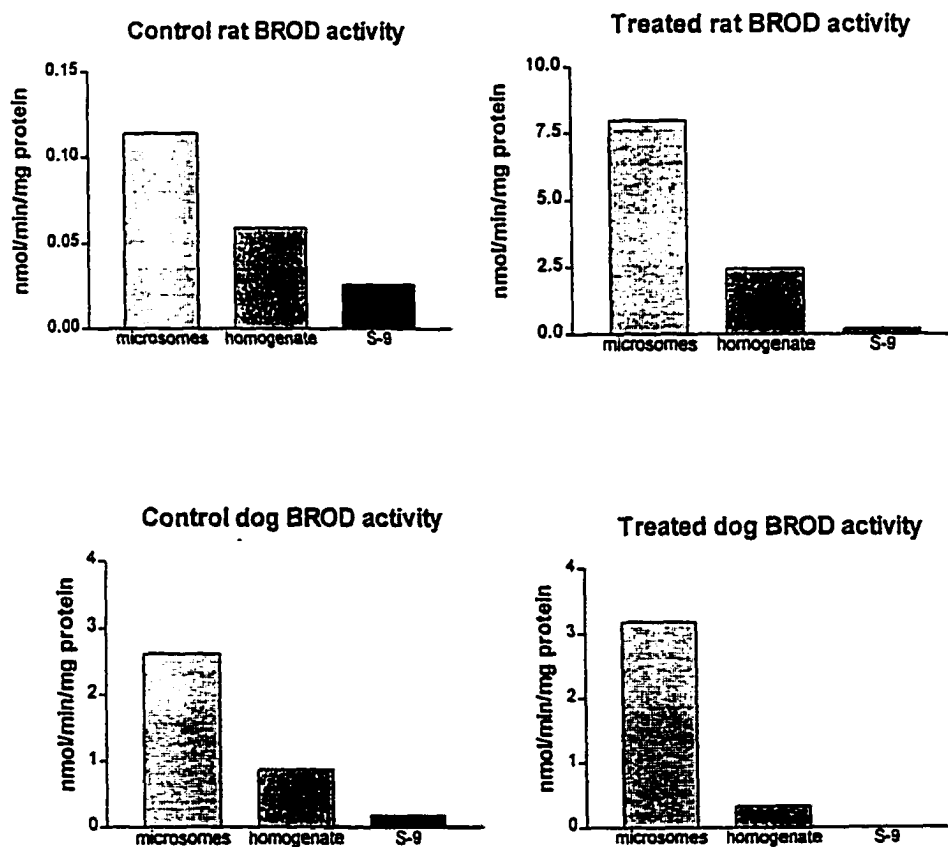 Control rat BROD activity
nmol/min/mg protein
0.15
0.10
0.05
0.00
microsomes homogenate S-9
Treated rat BROD activity
nmol/min/mg protein
10.0
7.5
5.0
2.5
0.0
microsomes homogenate S-9
Control dog BROD activity
nmol/min/mg protein
4
3
2
1
0
microsomes homogenate S-9
Treated dog BROD activity
nmol/min/mg protein
4
3
2
1
0
microsomes homogenate S-9